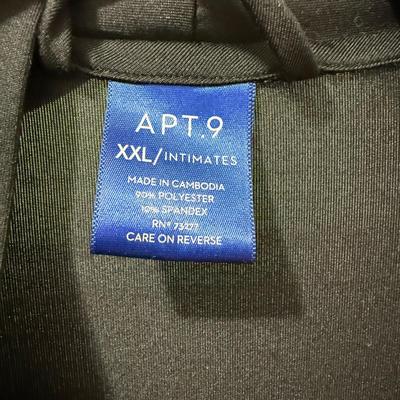 APT.9
XXL/INTIMATES
MADE IN CAMBODIA
90% POLYESTER
10% SPANDEX
RN# 73277
CARE ON REVERSE